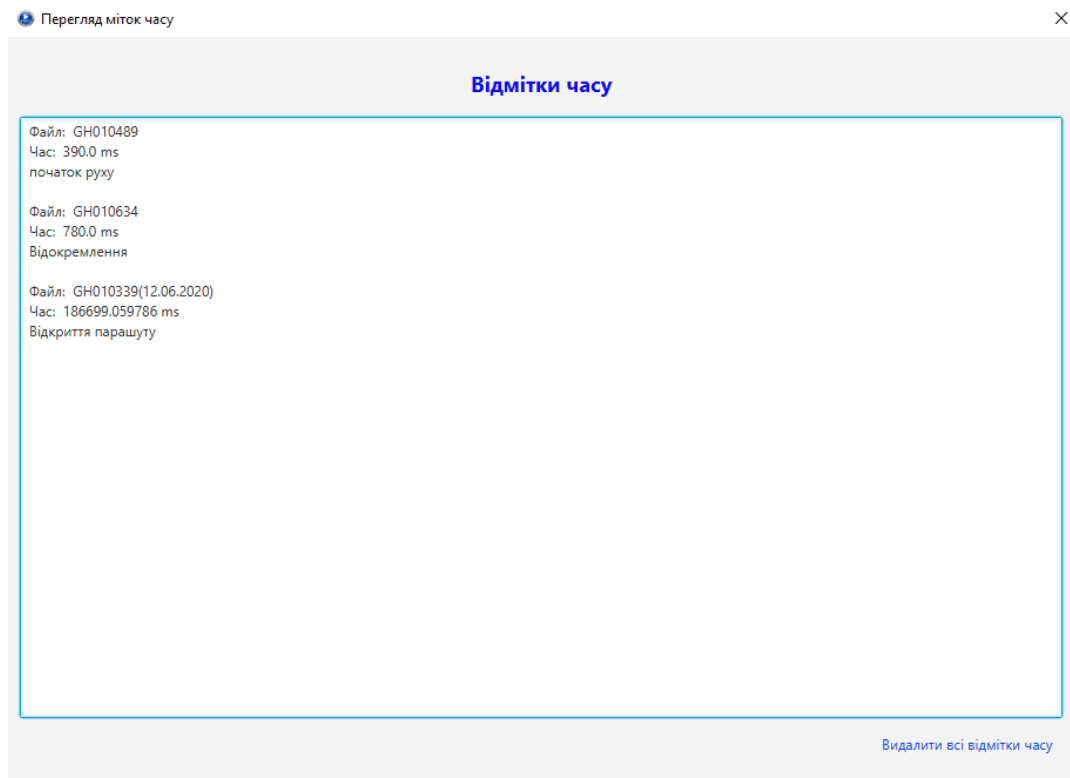 Перегляд міток часу
Відмітки часу
Файл: GH010489
Час: 390.0 ms
початок руху
Файл: GH010634
Час: 780.0 ms
Відокремлення
Файл: GH010339(12.06.2020)
Час: 186699.059786 ms
Відкриття парашуту
Видалити всі відмітки часу